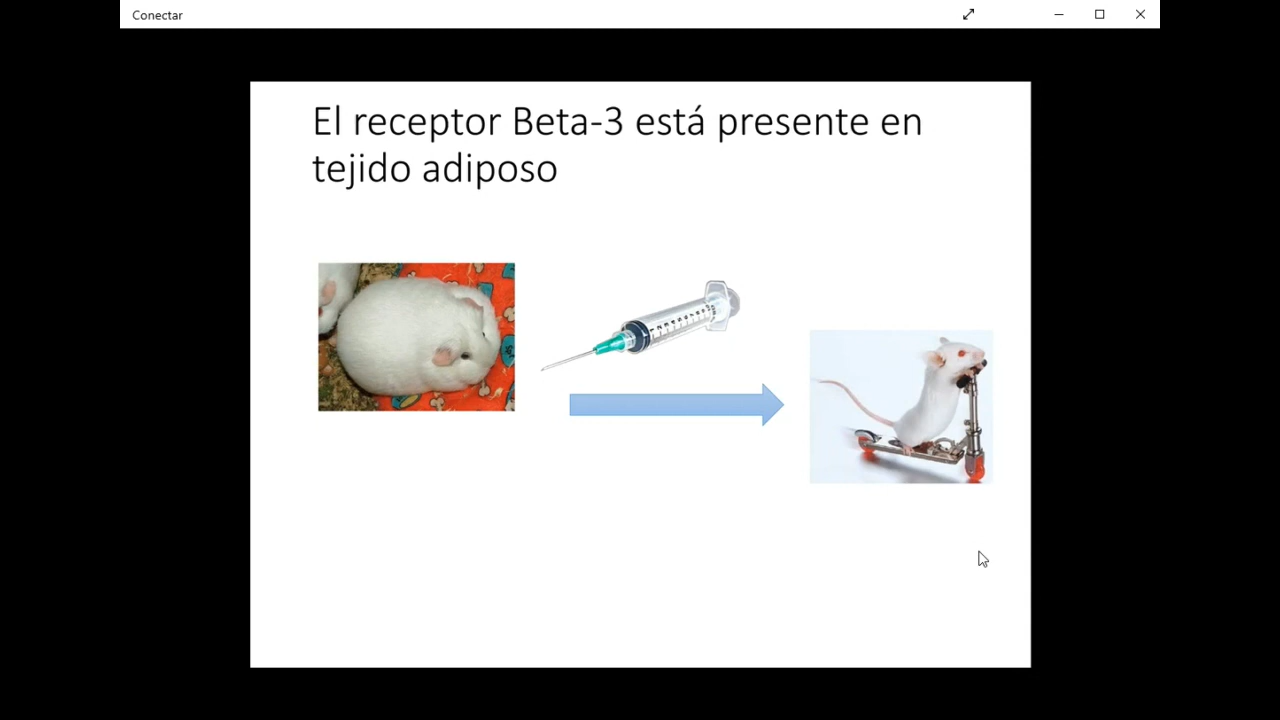 Conectar
El receptor Beta-3 está presente en
tejido adiposo